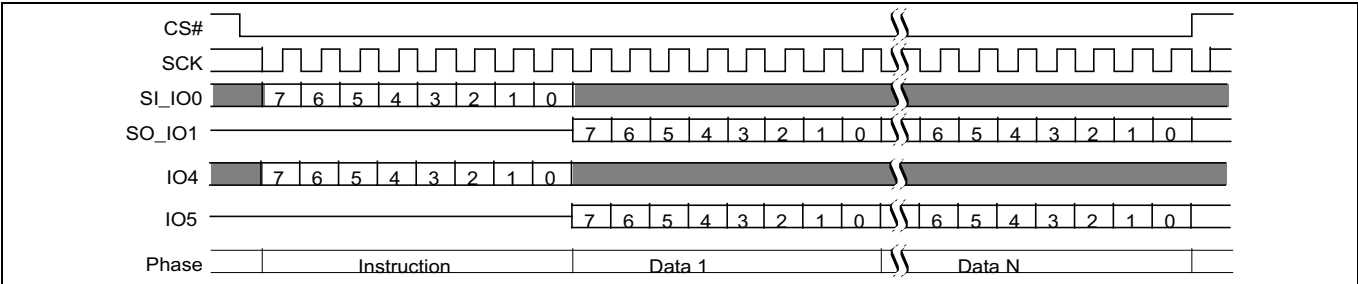 CS#
SCK
SI_IO0 7 6 5 4 3 2 1 0
SO_IO1 7 6 5 4 3 2 1 0 6 5 4 3 2 1 0
IO4 7 6 5 4 3 2 1 0
IO5 7 6 5 4 3 2 1 0 6 5 4 3 2 1 0
Phase Instruction Data 1 Data N